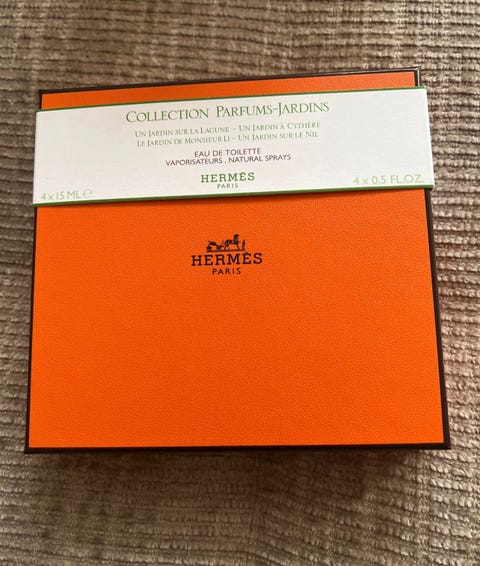 COLLECTION PARFUMS-JARDINS
UN JARDIN SUR LA LAGUNE - UN JARDIN À CYTHÈRE
LE JARDIN DE MONSIEUR LI - UN JARDIN SUR LE NIL
EAU DE TOILETTE
VAPORISATEURS . NATURAL SPRAYS
HERMÈS
PARIS
4 x 15 ML ℮
4 x 0.5 FL.OZ.
HERMÈS
PARIS